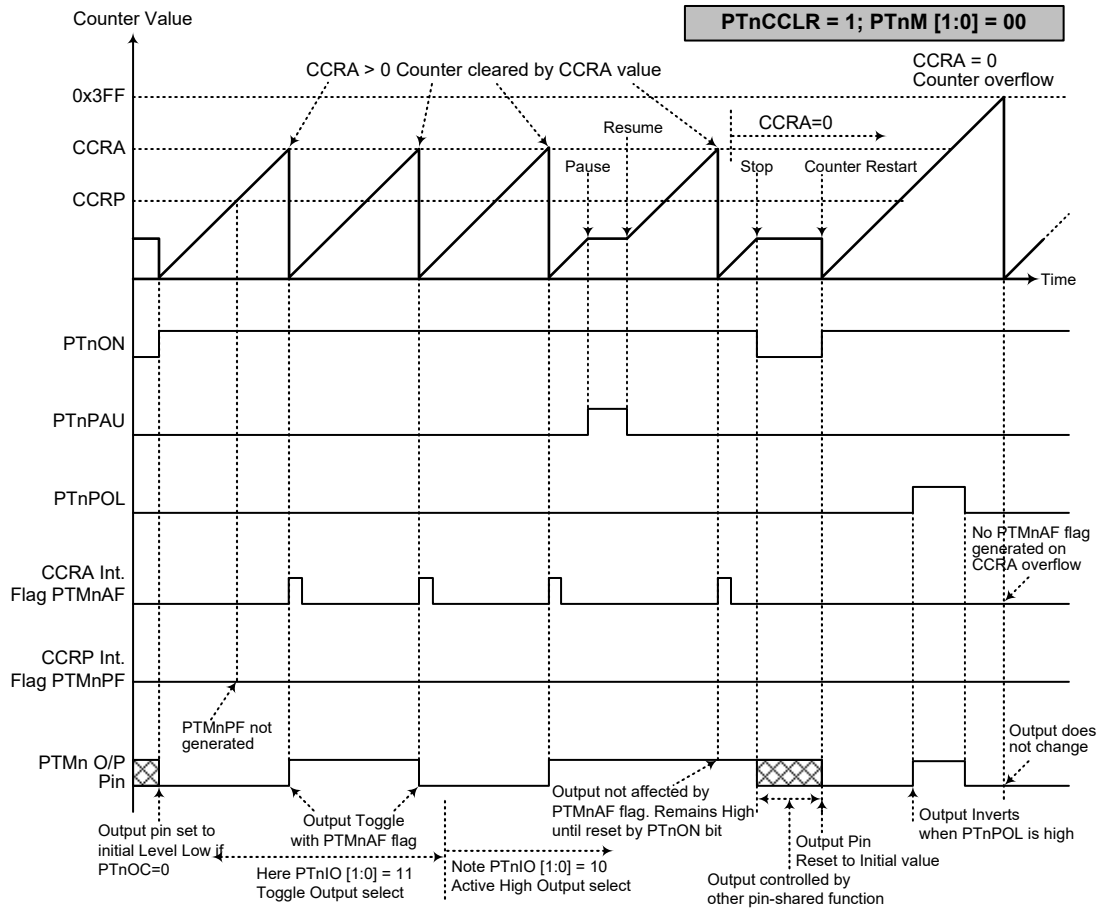 Counter Value
PTnCCLR = 1; PTnM [1:0] = 00
CCRA > 0 Counter cleared by CCRA value
CCRA = 0
Counter overflow
0x3FF
CCRA
CCRP
Resume
CCRA=0
Pause
Stop
Counter Restart
Time
PTnON
PTnPAU
PTnPOL
No PTMnAF flag
generated on
CCRA overflow
CCRA Int.
Flag PTMnAF
CCRP Int.
Flag PTMnPF
PTMnPF not
generated
Output does
not change
PTMn O/P
Pin
Output pin set to
initial Level Low if
PTnOC=0
Output Toggle
with PTMnAF flag
Output not affected by
PTMnAF flag. Remains High
until reset by PTnON bit
Output Inverts
when PTnPOL is high
Output Pin
Reset to Initial value
Here PTnIO [1:0] = 11
Toggle Output select
Note PTnIO [1:0] = 10
Active High Output select
Output controlled by
other pin-shared function